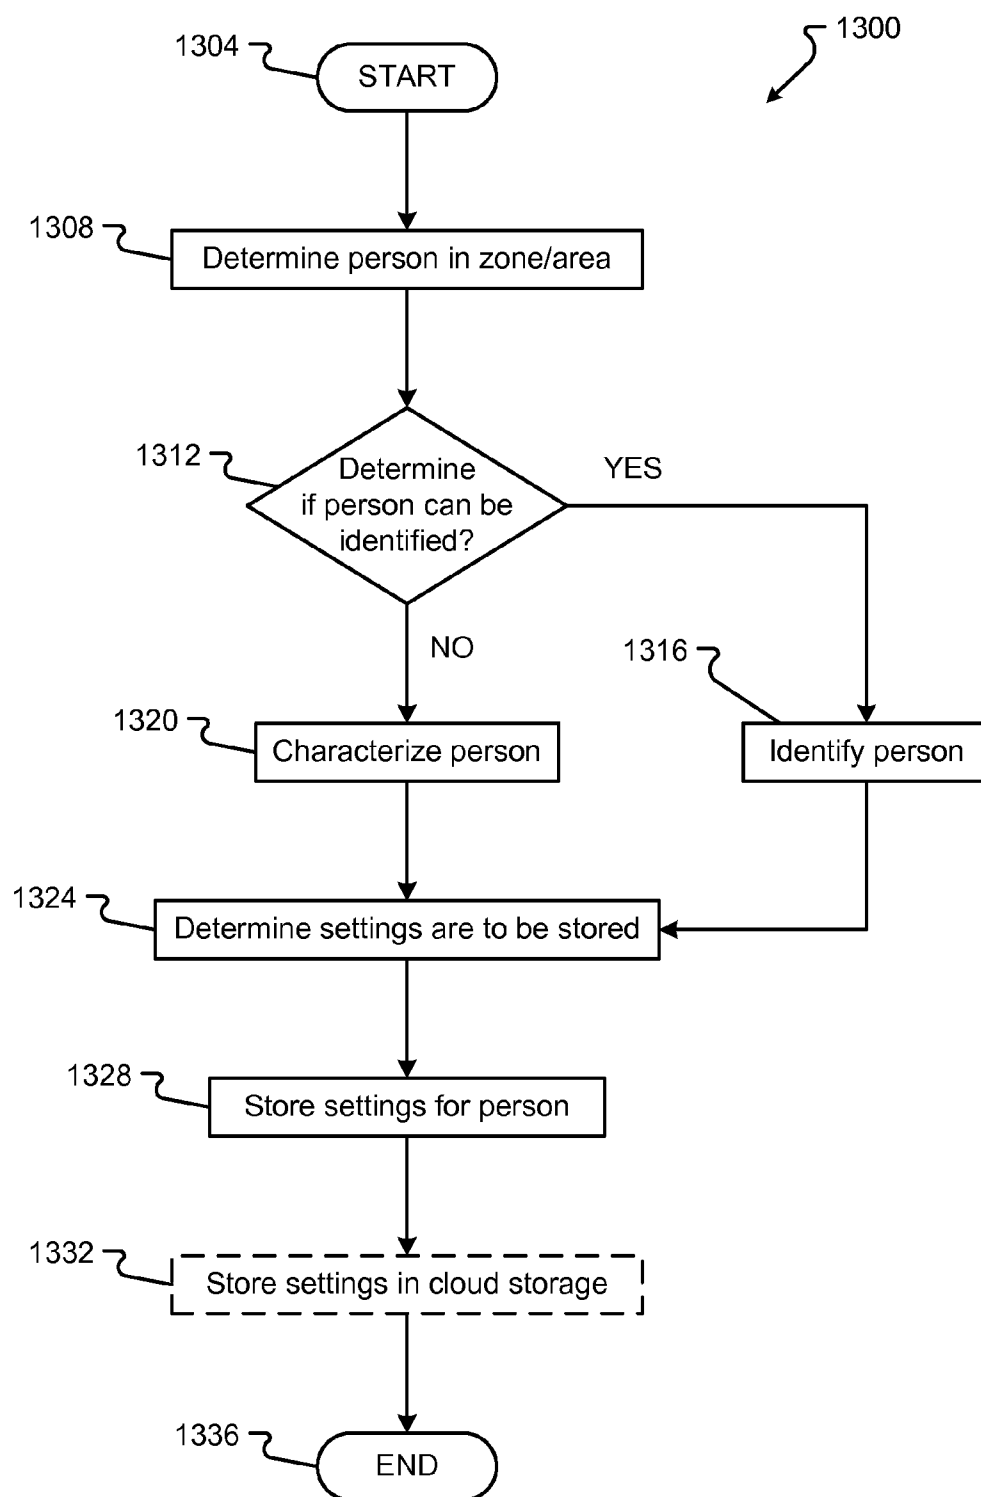 1300
1304
START
1308
Determine person in zone/area
1312
Determine
if person can be
identified?
YES
NO
1316
1320
Characterize person
Identify person
1324
Determine settings are to be stored
1328
Store settings for person
1332
Store settings in cloud storage
1336
END